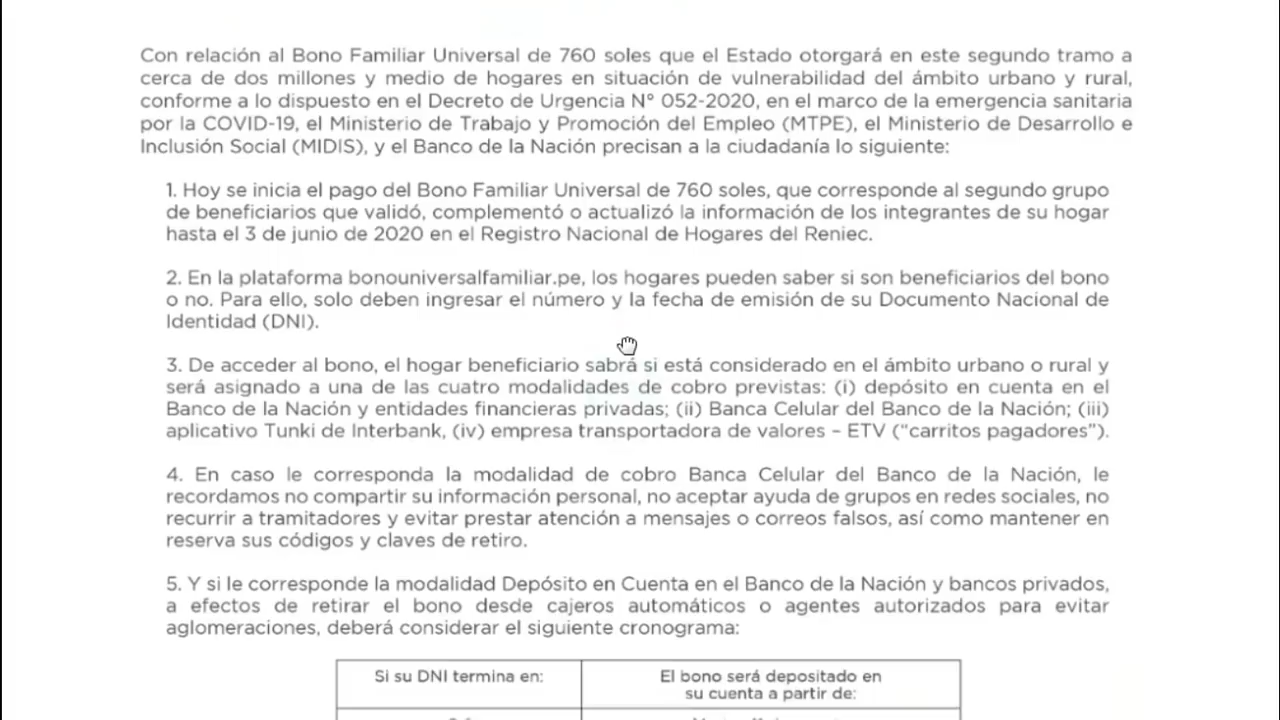 Con relación al Bono Familiar Universal de 760 soles que el Estado otorgará en este segundo tramo a
cerca de dos millones y medio de hogares en situación de vulnerabilidad del ámbito urbano y rural,
conforme a lo dispuesto en el Decreto de Urgencia N° 052-2020, en el marco de la emergencia sanitaria
por la COVID-19, el Ministerio de Trabajo y Promoción del Empleo (MTPE), el Ministerio de Desarrollo e
Inclusión Social (MIDIS), y el Banco de la Nación precisan a la ciudadanía lo siguiente:
1. Hoy se inicia el pago del Bono Familiar Universal de 760 soles, que corresponde al segundo grupo
de beneficiarios que validó, complementó o actualizó la información de los integrantes de su hogar
hasta el 3 de junio de 2020 en el Registro Nacional de Hogares del Reniec.
2. En la plataforma bonouniversalfamiliar.pe, los hogares pueden saber si son beneficiarios del bono
o no. Para ello, solo deben ingresar el número y la fecha de emisión de su Documento Nacional de
Identidad (DNI).
3. De acceder al bono, el hogar beneficiario sabrá si está considerado en el ámbito urbano o rural y
será asignado a una de las cuatro modalidades de cobro previstas: (i) depósito en cuenta en el
Banco de la Nación y entidades financieras privadas; (ii) Banca Celular del Banco de la Nación; (iii)
aplicativo Tunki de Interbank, (iv) empresa transportadora de valores – ETV (“carritos pagadores”).
4. En caso le corresponda la modalidad de cobro Banca Celular del Banco de la Nación, le
recordamos no compartir su información personal, no aceptar ayuda de grupos en redes sociales, no
recurrir a tramitadores y evitar prestar atención a mensajes o correos falsos, así como mantener en
reserva sus códigos y claves de retiro.
5. Y si le corresponde la modalidad Depósito en Cuenta en el Banco de la Nación y bancos privados,
a efectos de retirar el bono desde cajeros automáticos o agentes autorizados para evitar
aglomeraciones, deberá considerar el siguiente cronograma:
Si su DNI termina en:
El bono será depositado en
su cuenta a partir de: